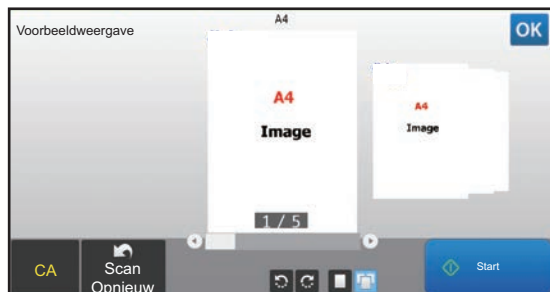 A4
Voorbeeldweergave
OK
A4
Image
A4
Image
1 / 5
CA
Scan
Opnieuw
Start